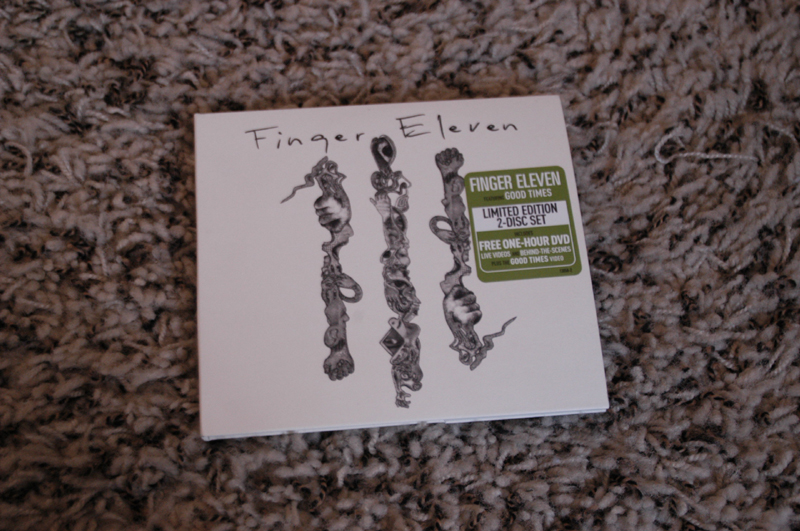 Finger Eleven
FINGER ELEVEN
GOOD TIMES
LIMITED EDITION
2-DISC SET
FREE ONE-HOUR DVD
LIVE VIDEOS BEHIND-THE-SCENES
GOOD TIMES VIDEO